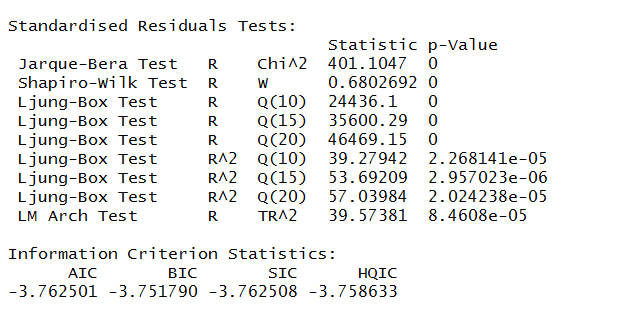 Standardised Residuals Tests:
                                Statistic p-Value
 Jarque-Bera Test   R    Chi^2  401.1047  0
 Shapiro-Wilk Test  R    W      0.6802692 0
 Ljung-Box Test     R    Q(10)  24436.1   0
 Ljung-Box Test     R    Q(15)  35600.29  0
 Ljung-Box Test     R    Q(20)  46469.15  0
 Ljung-Box Test     R^2  Q(10)  39.27942  2.268141e-05
 Ljung-Box Test     R^2  Q(15)  53.69209  2.957023e-06
 Ljung-Box Test     R^2  Q(20)  57.03984  2.024238e-05
 LM Arch Test       R    TR^2   39.57381  8.4608e-05
Information Criterion Statistics:
      AIC       BIC       SIC      HQIC
-3.762501 -3.751790 -3.762508 -3.758633